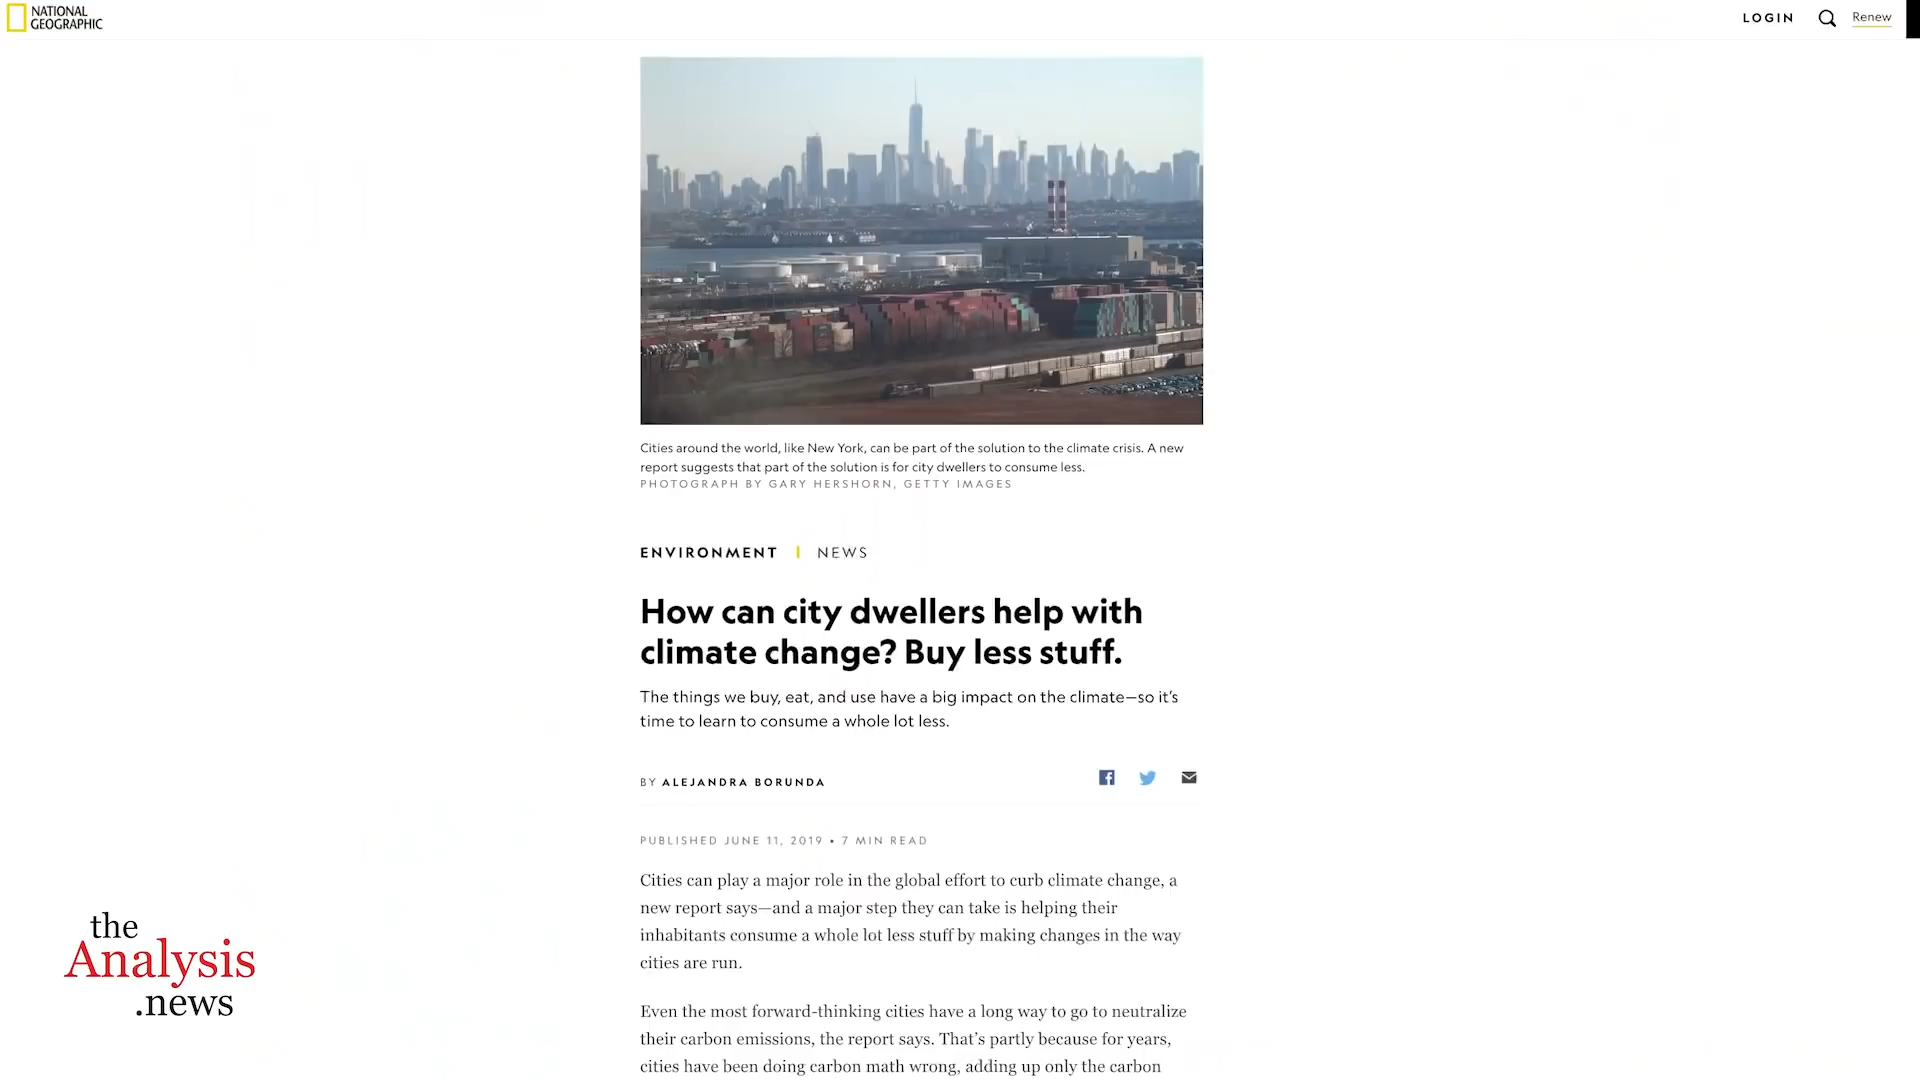 NATIONAL
GEOGRAPHIC
LOGIN
Renew
Cities around the world, like New York, can be part of the solution to the climate crisis. A new
report suggests that part of the solution is for city dwellers to consume less.
PHOTOGRAPH BY GARY HERSHORN, GETTY IMAGES
ENVIRONMENT | NEWS
How can city dwellers help with
climate change? Buy less stuff.
The things we buy, eat, and use have a big impact on the climate—so it's
time to learn to consume a whole lot less.
BY ALEJANDRA BORUNDA
PUBLISHED JUNE 11, 2019 • 7 MIN READ
Cities can play a major role in the global effort to curb climate change, a
new report says—and a major step they can take is helping their
inhabitants consume a whole lot less stuff by making changes in the way
cities are run.
Even the most forward-thinking cities have a long way to go to neutralize
their carbon emissions, the report says. That's partly because for years,
cities have been doing carbon math wrong, adding up only the carbon
the
Analysis
.news